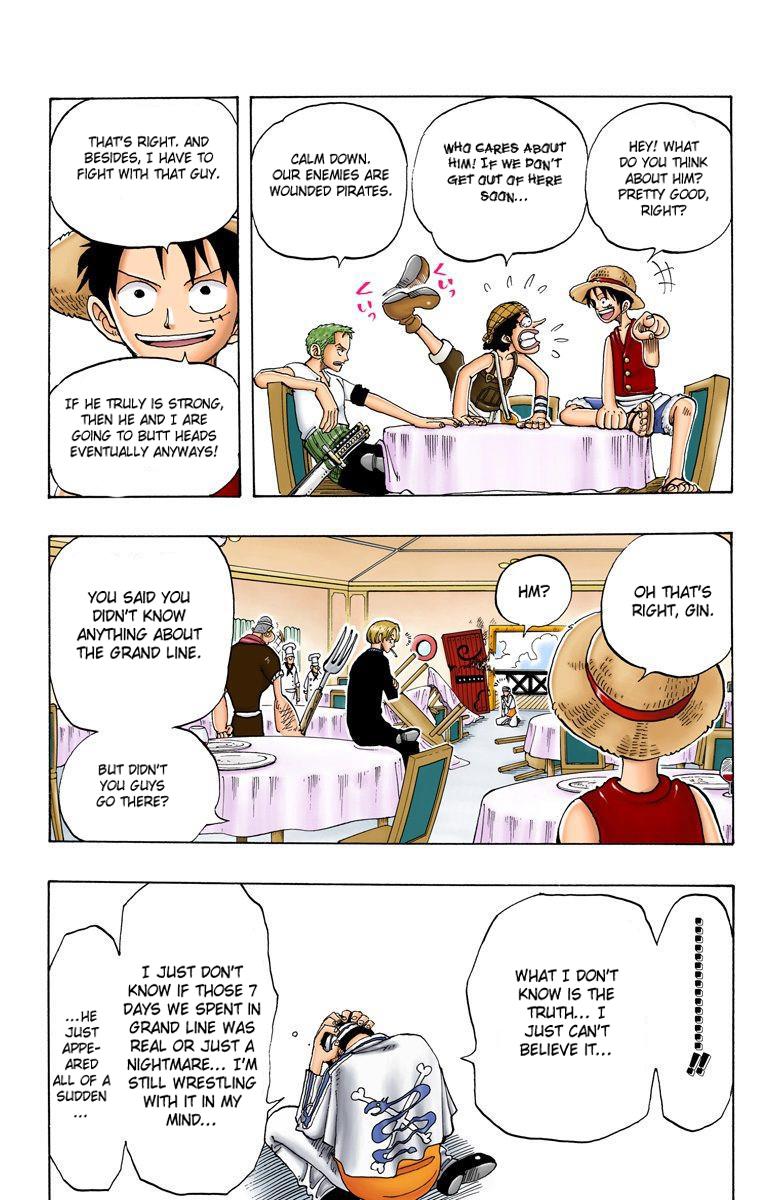 HEY! WHAT
DO YOU THINK
ABOUT HIM?
PRETTY GOOD,
RIGHT?
WHO CARES ABOUT
HIM! IF WE DON'T
GET OUT OF HERE
SOON...
CALM DOWN.
OUR ENEMIES ARE
WOUNDED PIRATES.
くいっ
くいっ
THAT'S RIGHT. AND
BESIDES, I HAVE TO
FIGHT WITH THAT GUY.
IF HE TRULY IS STRONG,
THEN HE AND I ARE
GOING TO BUTT HEADS
EVENTUALLY ANYWAYS!
OH THAT'S
RIGHT, GIN.
HM?
YOU SAID YOU
DIDN'T KNOW
ANYTHING ABOUT
THE GRAND LINE.
BUT DIDN'T
YOU GUYS
GO THERE?
!!
WHAT I DON'T
KNOW IS THE
TRUTH... I
JUST CAN'T
BELIEVE IT...
I JUST DON'T
KNOW IF THOSE 7
DAYS WE SPENT IN
GRAND LINE WAS
REAL OR JUST A
NIGHTMARE... I'M
STILL WRESTLING
WITH IT IN MY
MIND...
...HE
JUST
APPE-
ARED
ALL OF A
SUDDEN
...